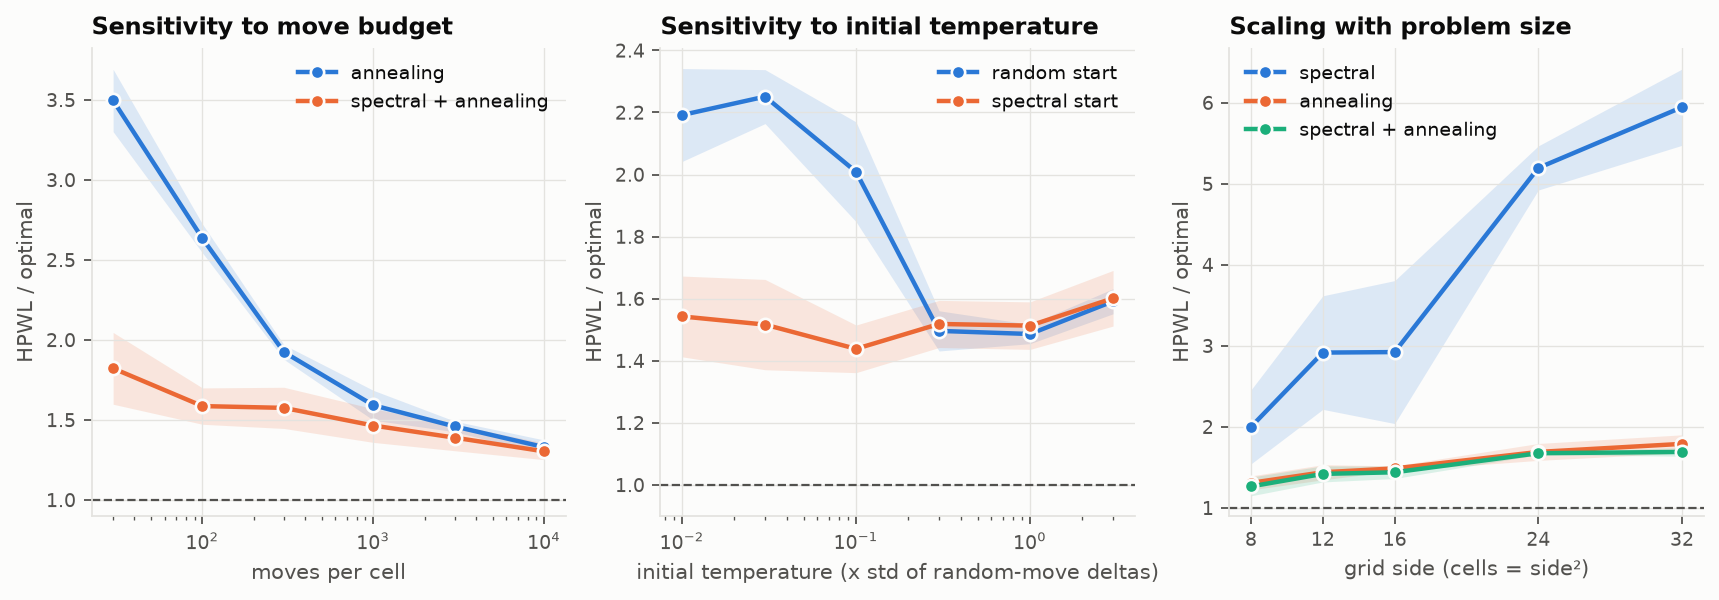 Sensitivity to move budget
HPWL / optimal
3.5
3.0
2.5
2.0
1.5
1.0
annealing
spectral + annealing
10²
10³
10⁴
moves per cell
Sensitivity to initial temperature
HPWL / optimal
2.4
2.2
2.0
1.8
1.6
1.4
1.2
1.0
random start
spectral start
10⁻²
10⁻¹
10⁰
initial temperature (x std of random-move deltas)
Scaling with problem size
HPWL / optimal
6
5
4
3
2
1
spectral
annealing
spectral + annealing
8
12
16
24
32
grid side (cells = side²)